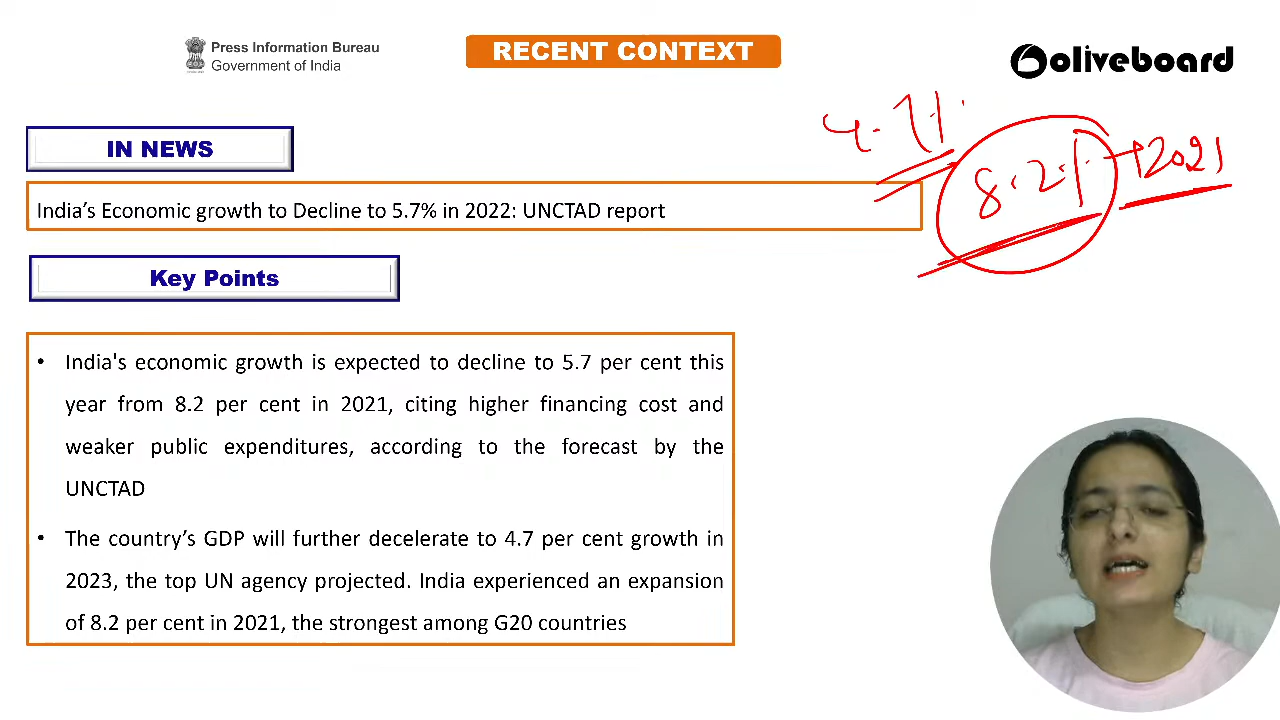 Press Information Bureau
Government of India
RECENT CONTEXT
oliveboard
IN NEWS
4.7%
8.2% → 2021
India's Economic growth to Decline to 5.7% in 2022: UNCTAD report
Key Points
• India's economic growth is expected to decline to 5.7 per cent this
year from 8.2 per cent in 2021, citing higher financing cost and
weaker public expenditures, according to the forecast by the
UNCTAD
• The country's GDP will further decelerate to 4.7 per cent growth in
2023, the top UN agency projected. India experienced an expansion
of 8.2 per cent in 2021, the strongest among G20 countries